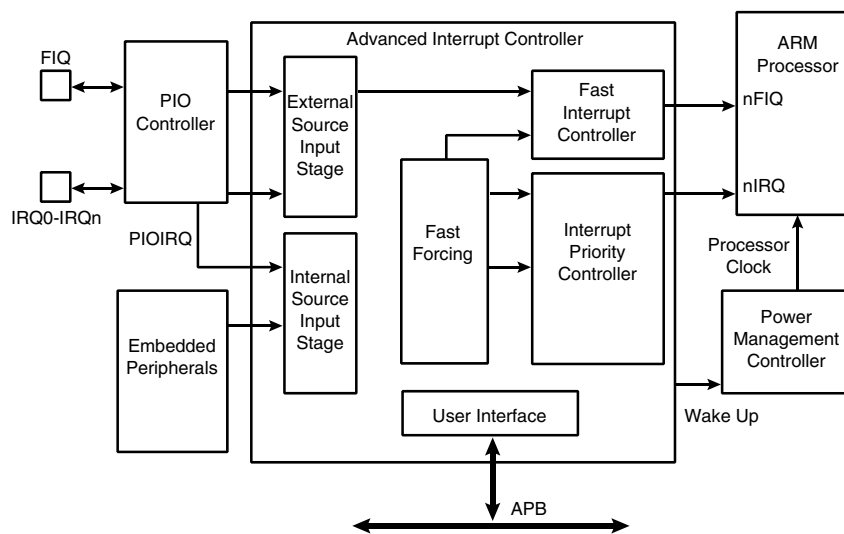 Advanced Interrupt Controller
FIQ
PIO
Controller
IRQ0-IRQn
PIOIRQ
Embedded
Peripherals
External
Source
Input
Stage
Internal
Source
Input
Stage
Fast
Forcing
Fast
Interrupt
Controller
Interrupt
Priority
Controller
User Interface
APB
ARM
Processor
nFIQ
nIRQ
Processor
Clock
Power
Management
Controller
Wake Up